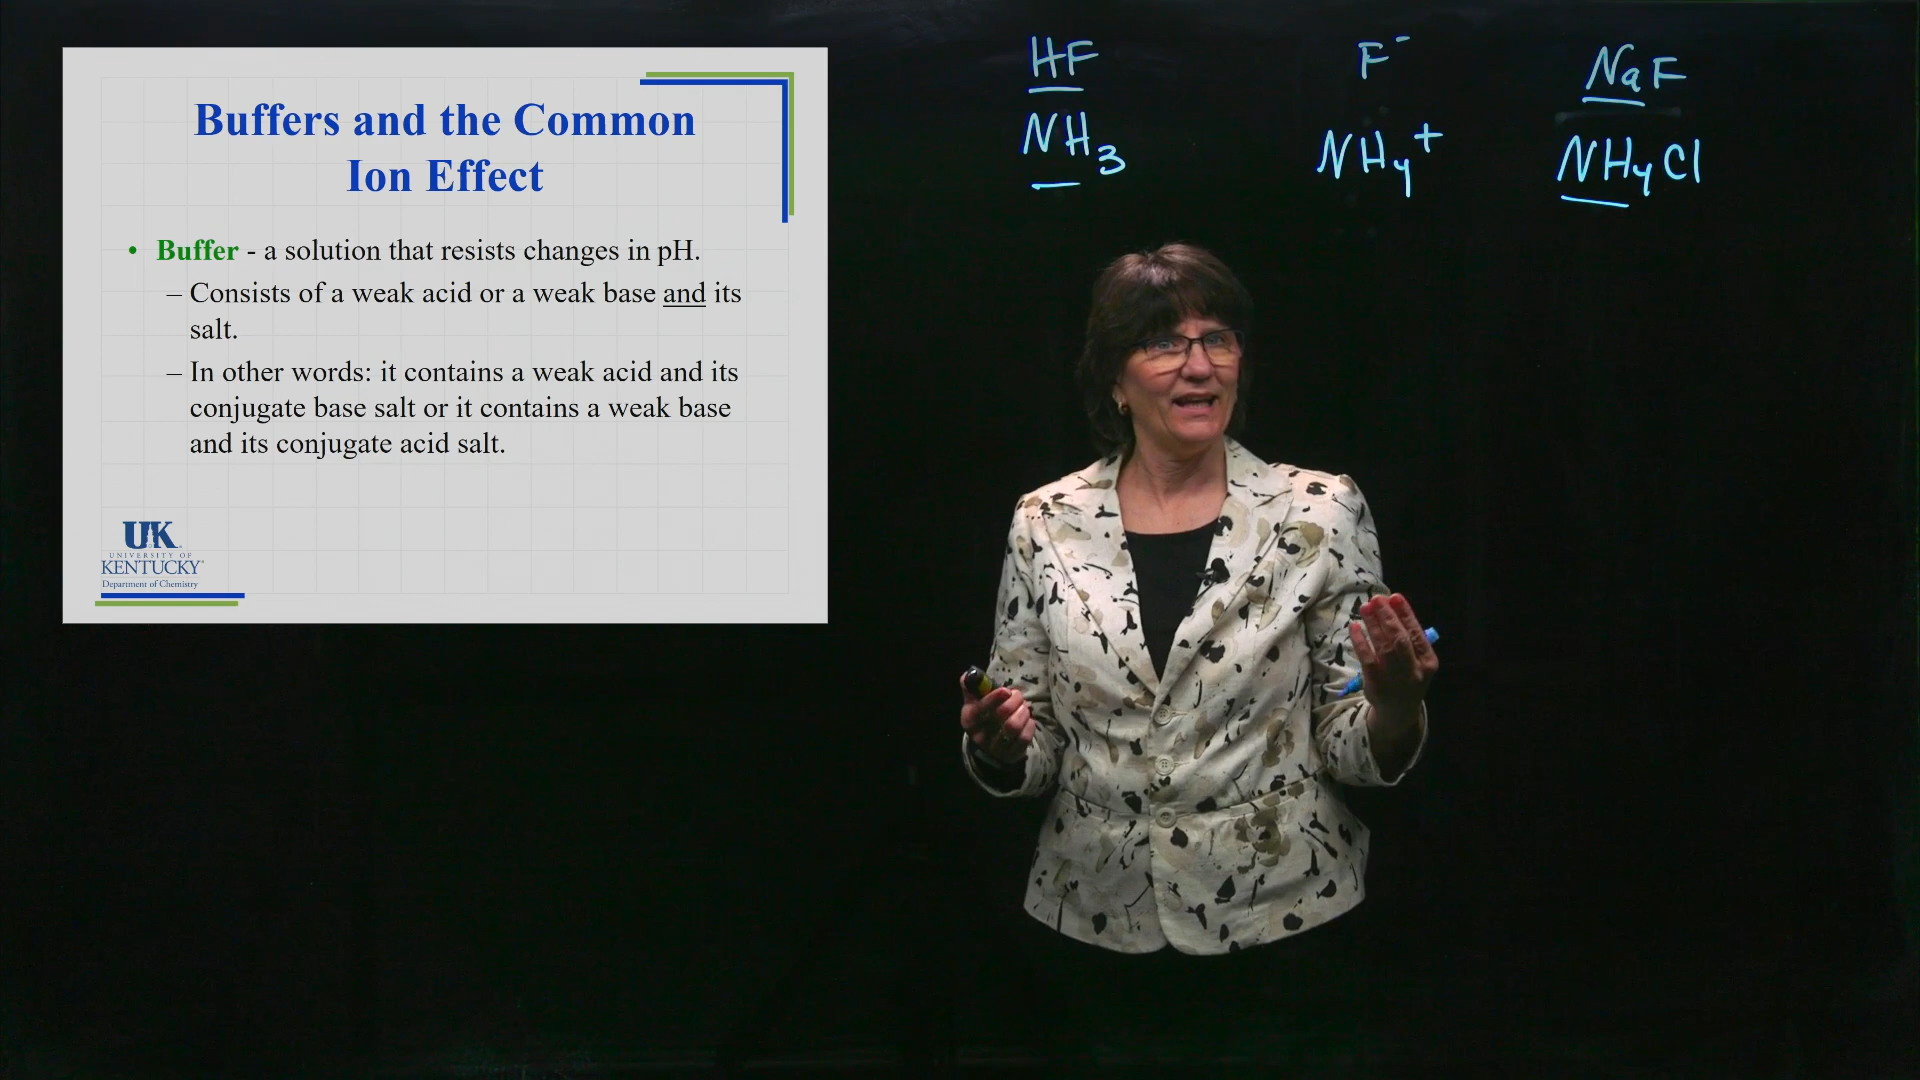 Buffers and the Common
Ion Effect
• Buffer - a solution that resists changes in pH.
– Consists of a weak acid or a weak base and its
salt.
– In other words: it contains a weak acid and its
conjugate base salt or it contains a weak base
and its conjugate acid salt.
UK
UNIVERSITY OF
KENTUCKY
Department of Chemistry
HF F⁻ NaF
NH₃ NH₄⁺ NH₄Cl